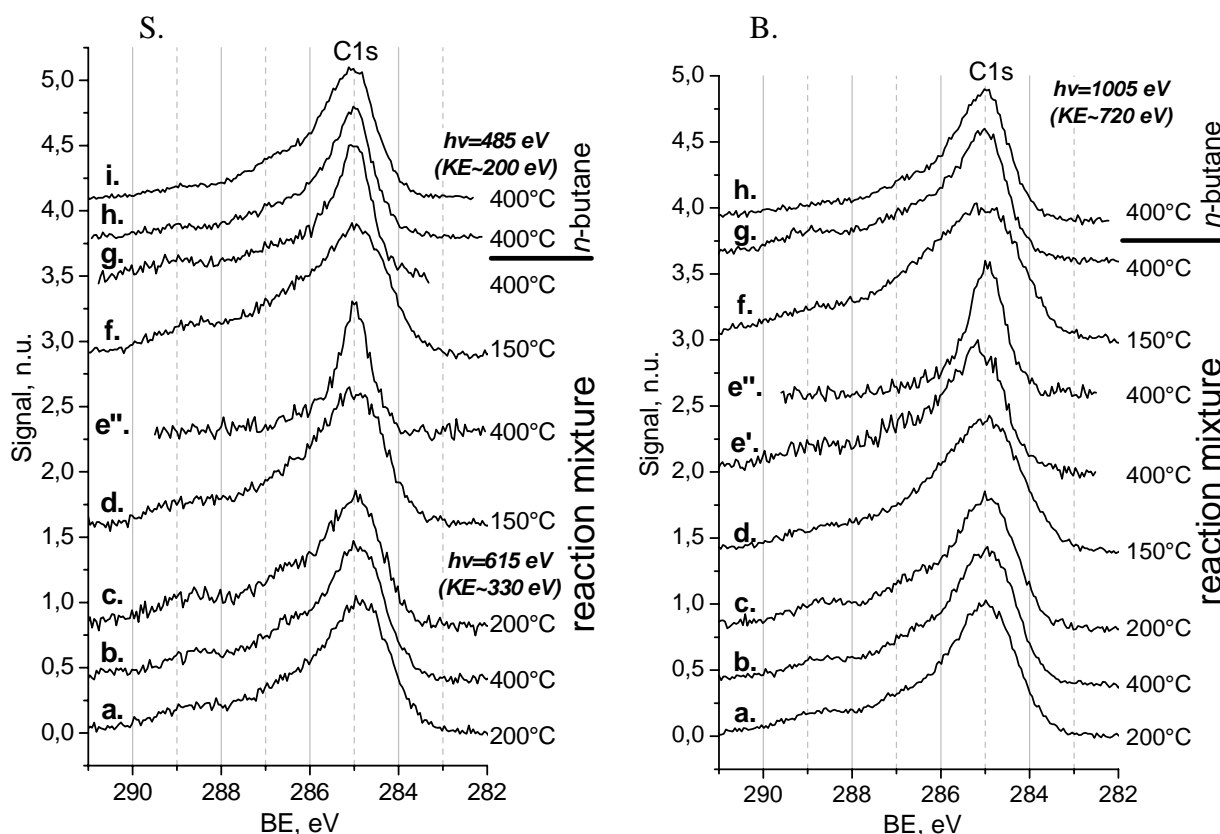 S.
C1s
5,0
4,5
4,0
3,5
3,0
2,5
2,0
1,5
1,0
0,5
0,0
Signal, n.u.
hν=485 eV
(KE~200 eV)
i.
400°C
h.
400°C
g.
400°C
f.
150°C
e".
400°C
d.
150°C
hν=615 eV
(KE~330 eV)
c.
200°C
b.
400°C
a.
200°C
n-butane
reaction mixture
290
288
286
284
282
BE, eV
B.
C1s
5,0
4,5
4,0
3,5
3,0
2,5
2,0
1,5
1,0
0,5
0,0
Signal, n.u.
hν=1005 eV
(KE~720 eV)
h.
400°C
g.
400°C
f.
150°C
e".
400°C
e'.
400°C
d.
150°C
c.
200°C
b.
400°C
a.
200°C
n-butane
reaction mixture
290
288
286
284
282
BE, eV